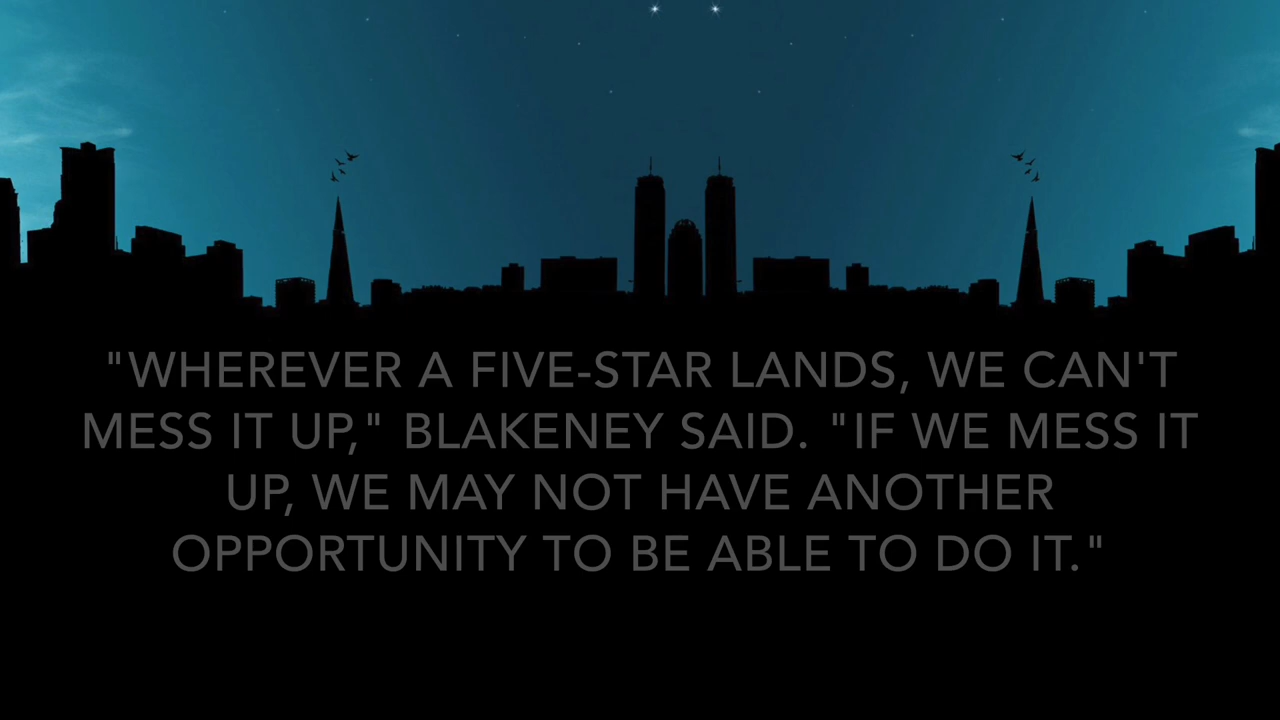 "WHEREVER A FIVE-STAR LANDS, WE CAN'T
MESS IT UP," BLAKENEY SAID. "IF WE MESS IT
UP, WE MAY NOT HAVE ANOTHER
OPPORTUNITY TO BE ABLE TO DO IT."